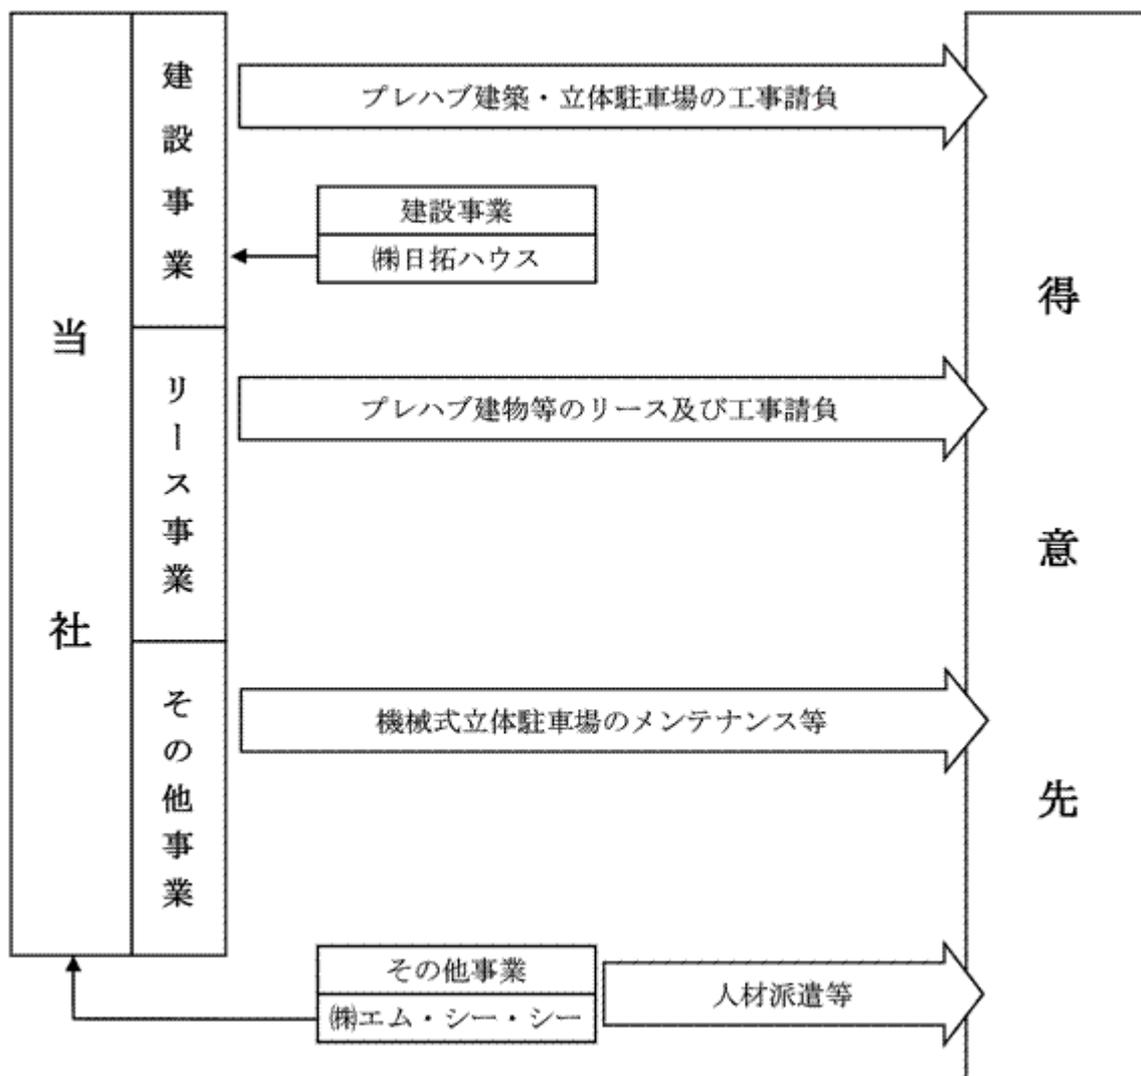 当社
建設事業
プレハブ建築・立体駐車場の工事請負
建設事業
㈱日拓ハウス
リース事業
プレハブ建物等のリース及び工事請負
その他事業
機械式立体駐車場のメンテナンス等
その他事業
㈱エム・シー・シー
人材派遣等
得意先